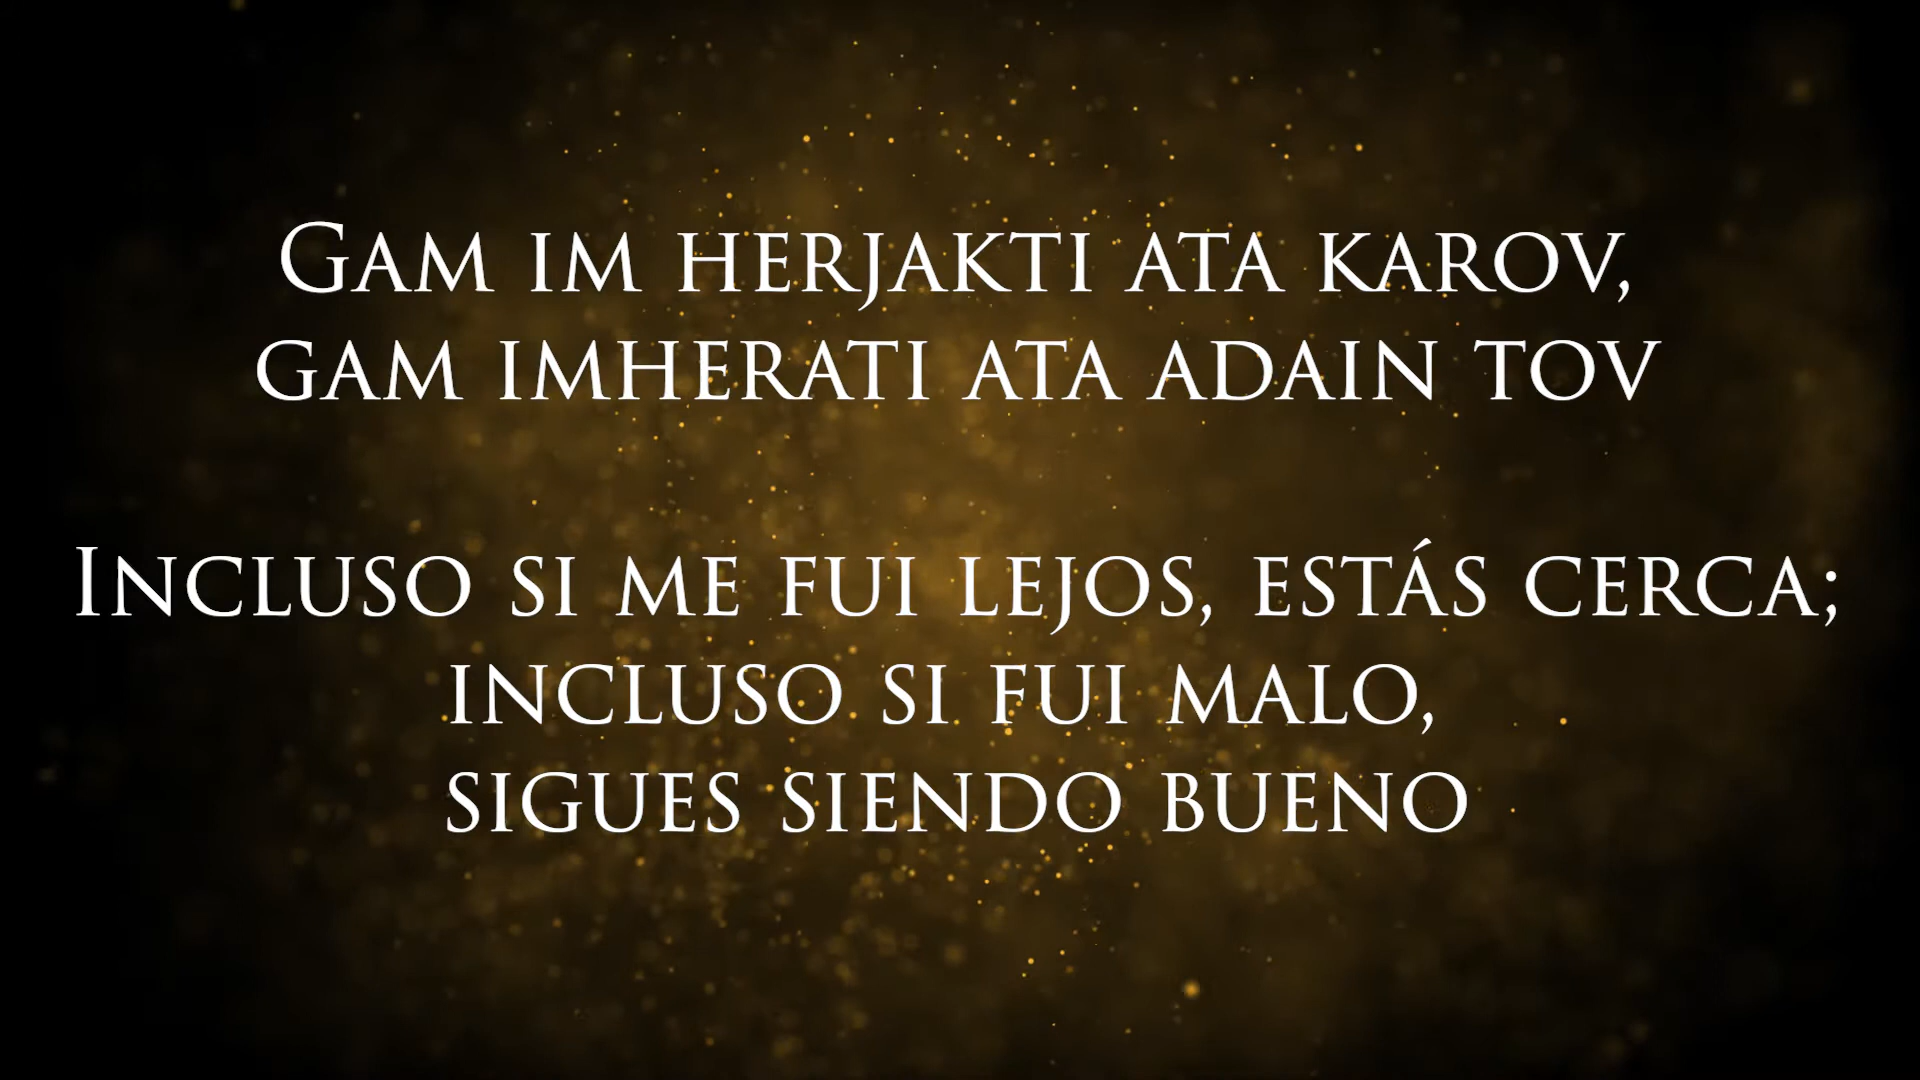 Gam im herjakti ata karov,
gam imherati ata adain tov
Incluso si me fui lejos, estás cerca;
incluso si fui malo,
sigues siendo bueno